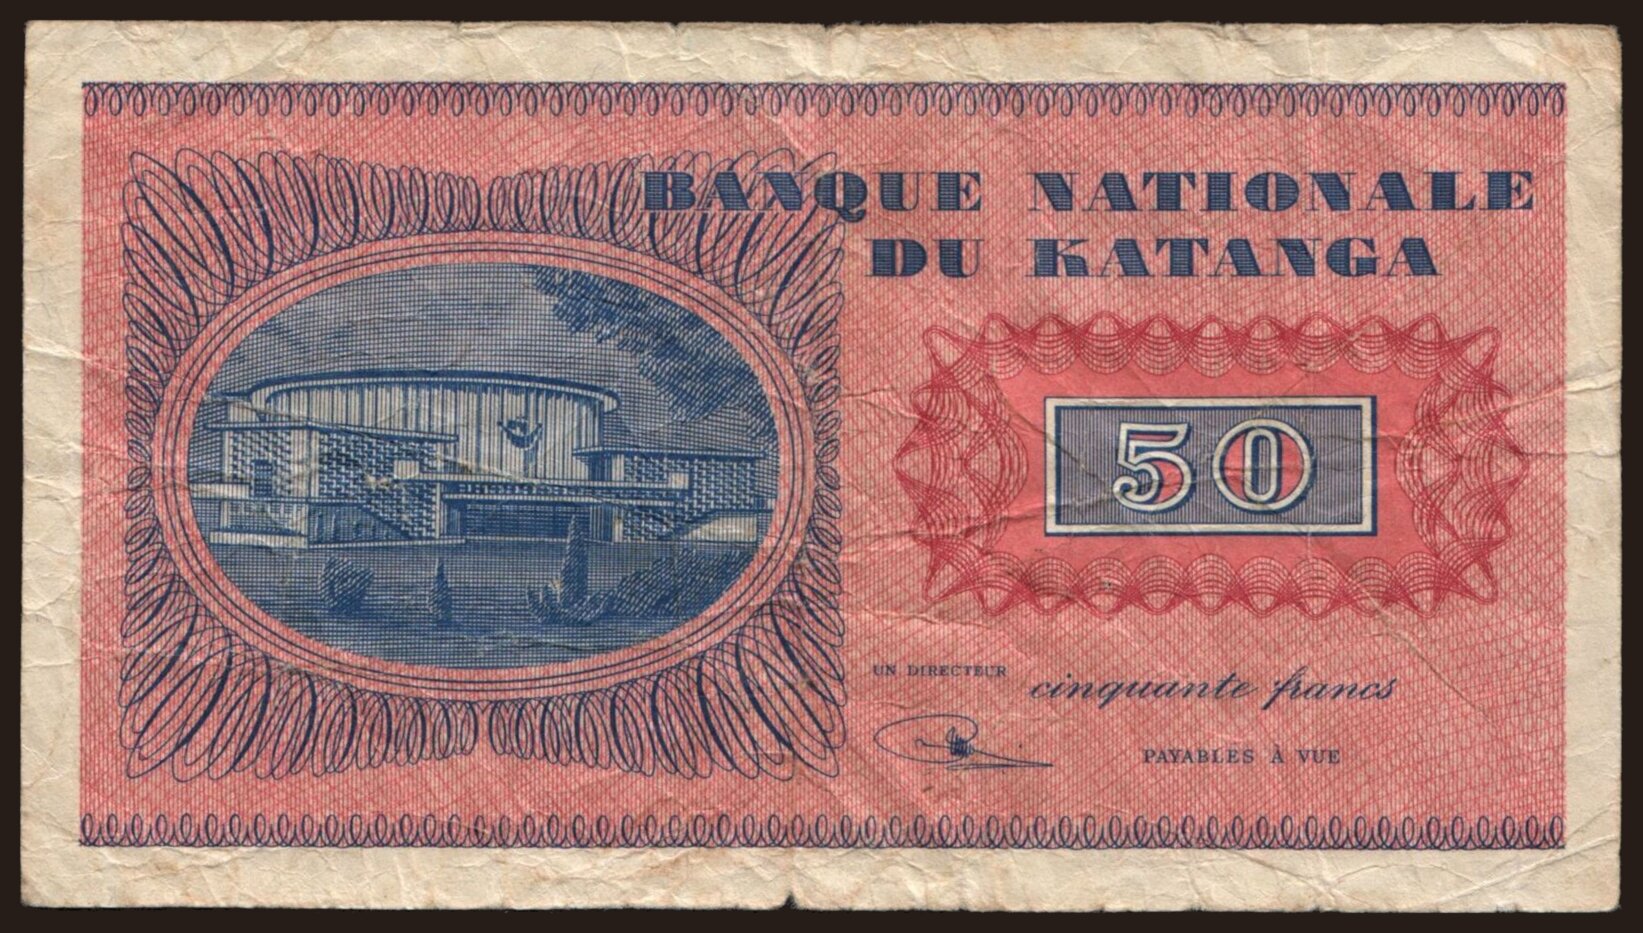 BANQUE NATIONALE
DU KATANGA
50
UN DIRECTEUR
cinquante francs
PAYABLES À VUE